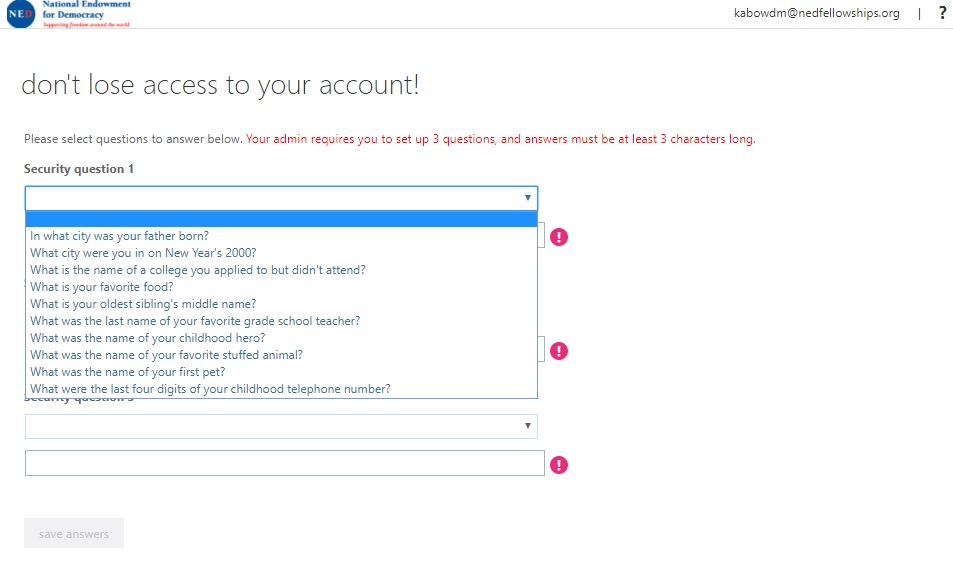 NED National Endowment
for Democracy
Supporting freedom around the world
kabowdm@nedfellowships.org | ?
don't lose access to your account!
Please select questions to answer below. Your admin requires you to set up 3 questions, and answers must be at least 3 characters long.
Security question 1
In what city was your father born?
What city were you in on New Year's 2000?
What is the name of a college you applied to but didn't attend?
What is your favorite food?
What is your oldest sibling's middle name?
What was the last name of your favorite grade school teacher?
What was the name of your childhood hero?
What was the name of your favorite stuffed animal?
What was the name of your first pet?
What were the last four digits of your childhood telephone number?
Security question 3
save answers